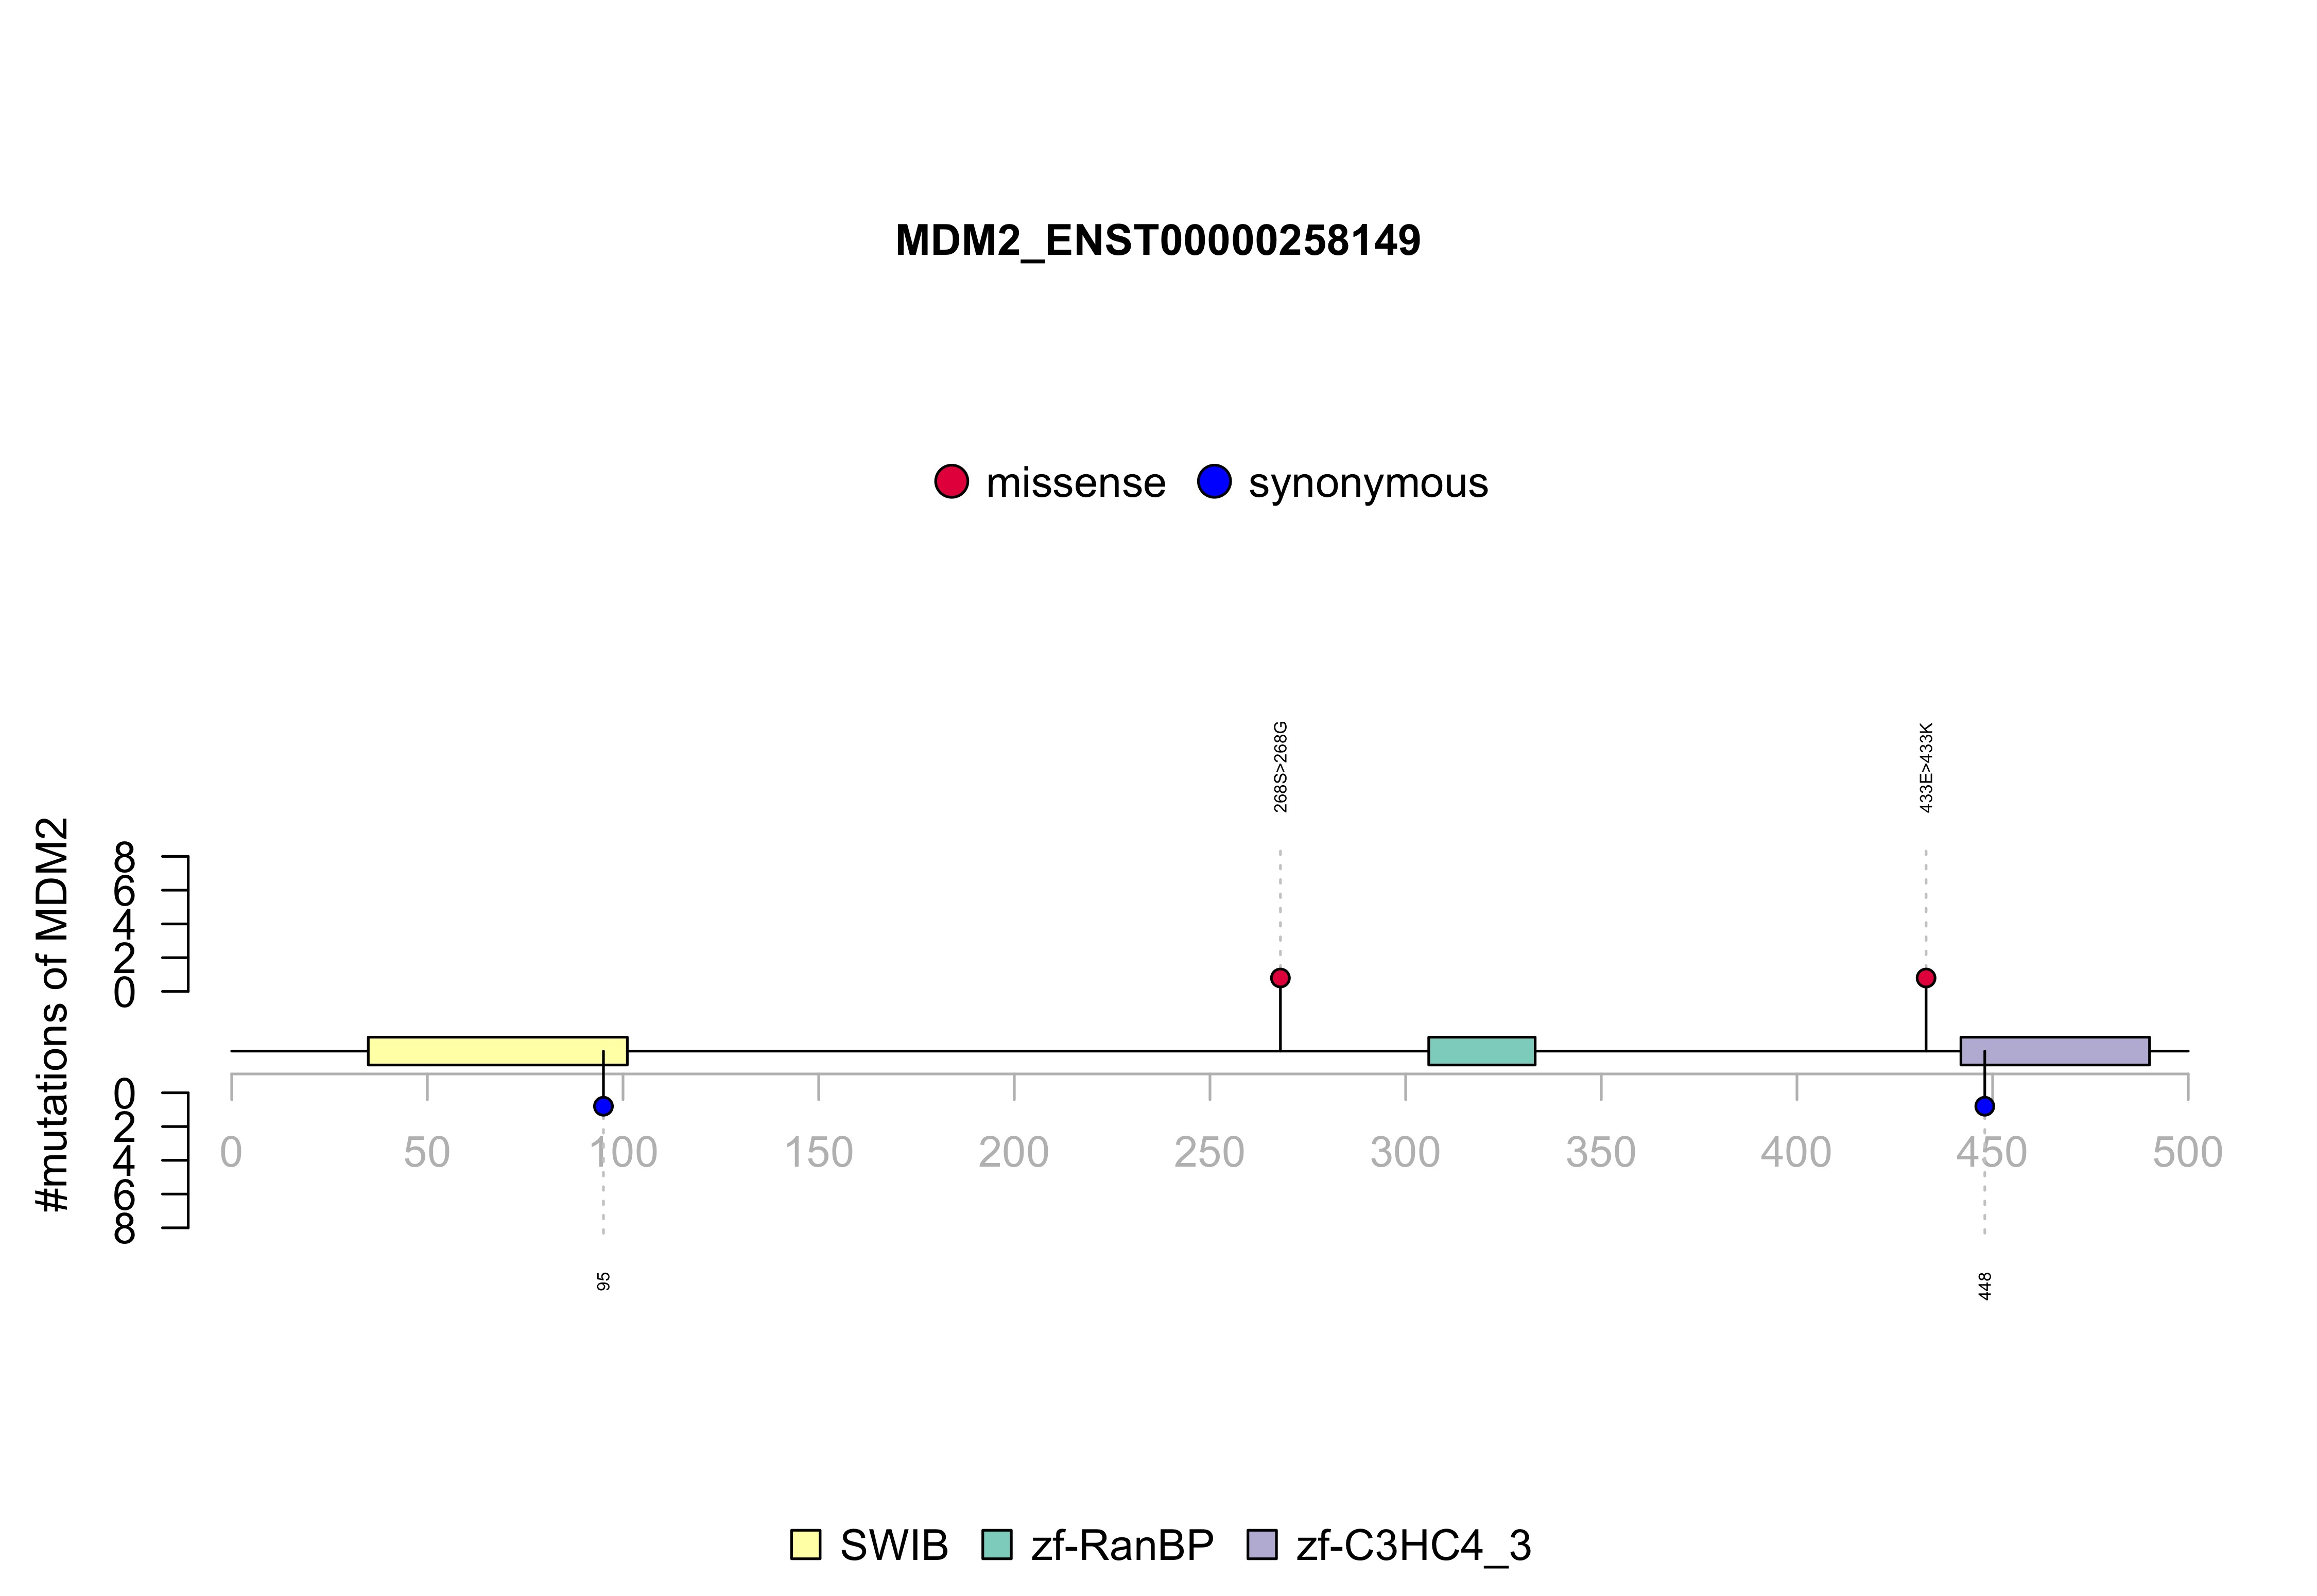 MDM2_ENST00000258149
missense synonymous
268S>268G
433E>433K
#mutations of MDM2
8
6
4
2
0
0
2
4
6
8
0 50 100 150 200 250 300 350 400 450 500
95
448
SWIB zf-RanBP zf-C3HC4_3